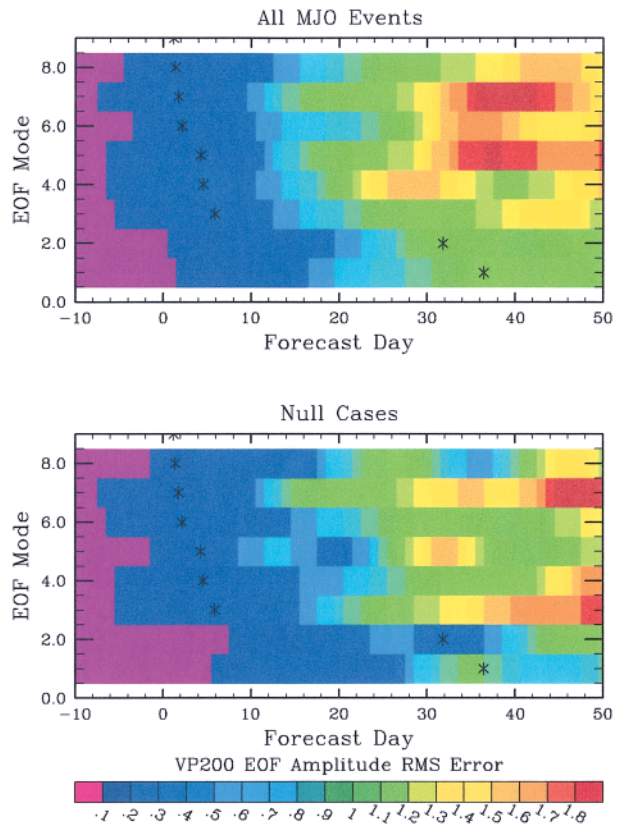 All MJO Events
EOF Mode
8.0
6.0
4.0
2.0
0.0
-10 0 10 20 30 40 50
Forecast Day
Null Cases
EOF Mode
8.0
6.0
4.0
2.0
0.0
-10 0 10 20 30 40 50
Forecast Day
VP200 EOF Amplitude RMS Error
.1 .2 .3 .4 .5 .6 .7 .8 .9 1 1.1 1.2 1.3 1.4 1.5 1.6 1.7 1.8